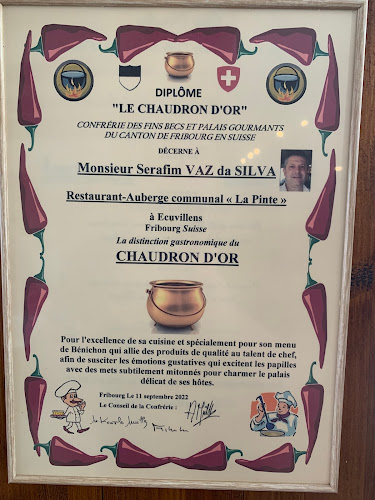 DIPLÔME
"LE CHAUDRON D'OR"
CONFRÉRIE DES FINS BECS ET PALAIS GOURMANTS
DU CANTON DE FRIBOURG EN SUISSE
DÉCERNE À
Monsieur Serafim VAZ da SILVA
Restaurant-Auberge communal « La Pinte »
à Ecuvillens
Fribourg Suisse
La distinction gastronomique du
CHAUDRON D'OR
Pour l'excellence de sa cuisine et spécialement pour son menu
de Bénichon qui allie des produits de qualité au talent de chef,
afin de susciter les émotions gustatives qui excitent les papilles
avec des mets subtilement mitonnés pour charmer le palais
délicat de ses hôtes.
Fribourg Le 11 septembre 2022
Le Conseil de la Confrérie :